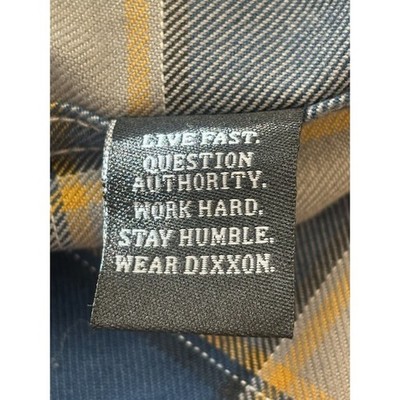 LIVE FAST.
QUESTION
AUTHORITY.
WORK HARD.
STAY HUMBLE.
WEAR DIXXON.